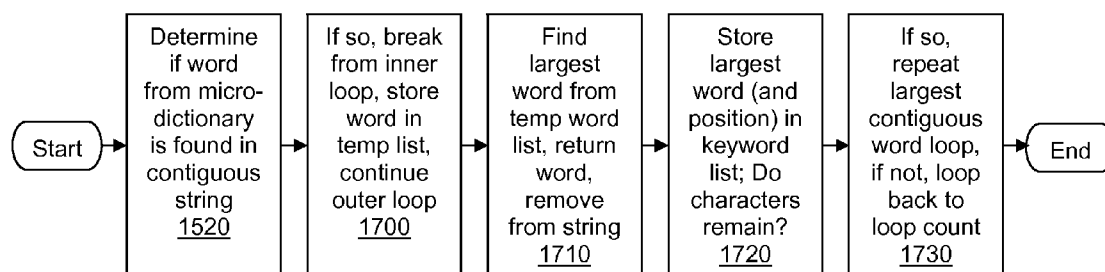 Start
Determine
if word
from micro-
dictionary
is found in
contiguous
string
1520
If so, break
from inner
loop, store
word in
temp list,
continue
outer loop
1700
Find
largest
word from
temp word
list, return
word,
remove
from string
1710
Store
largest
word (and
position) in
keyword
list; Do
characters
remain?
1720
If so,
repeat
largest
contiguous
word loop,
if not, loop
back to
loop count
1730
End